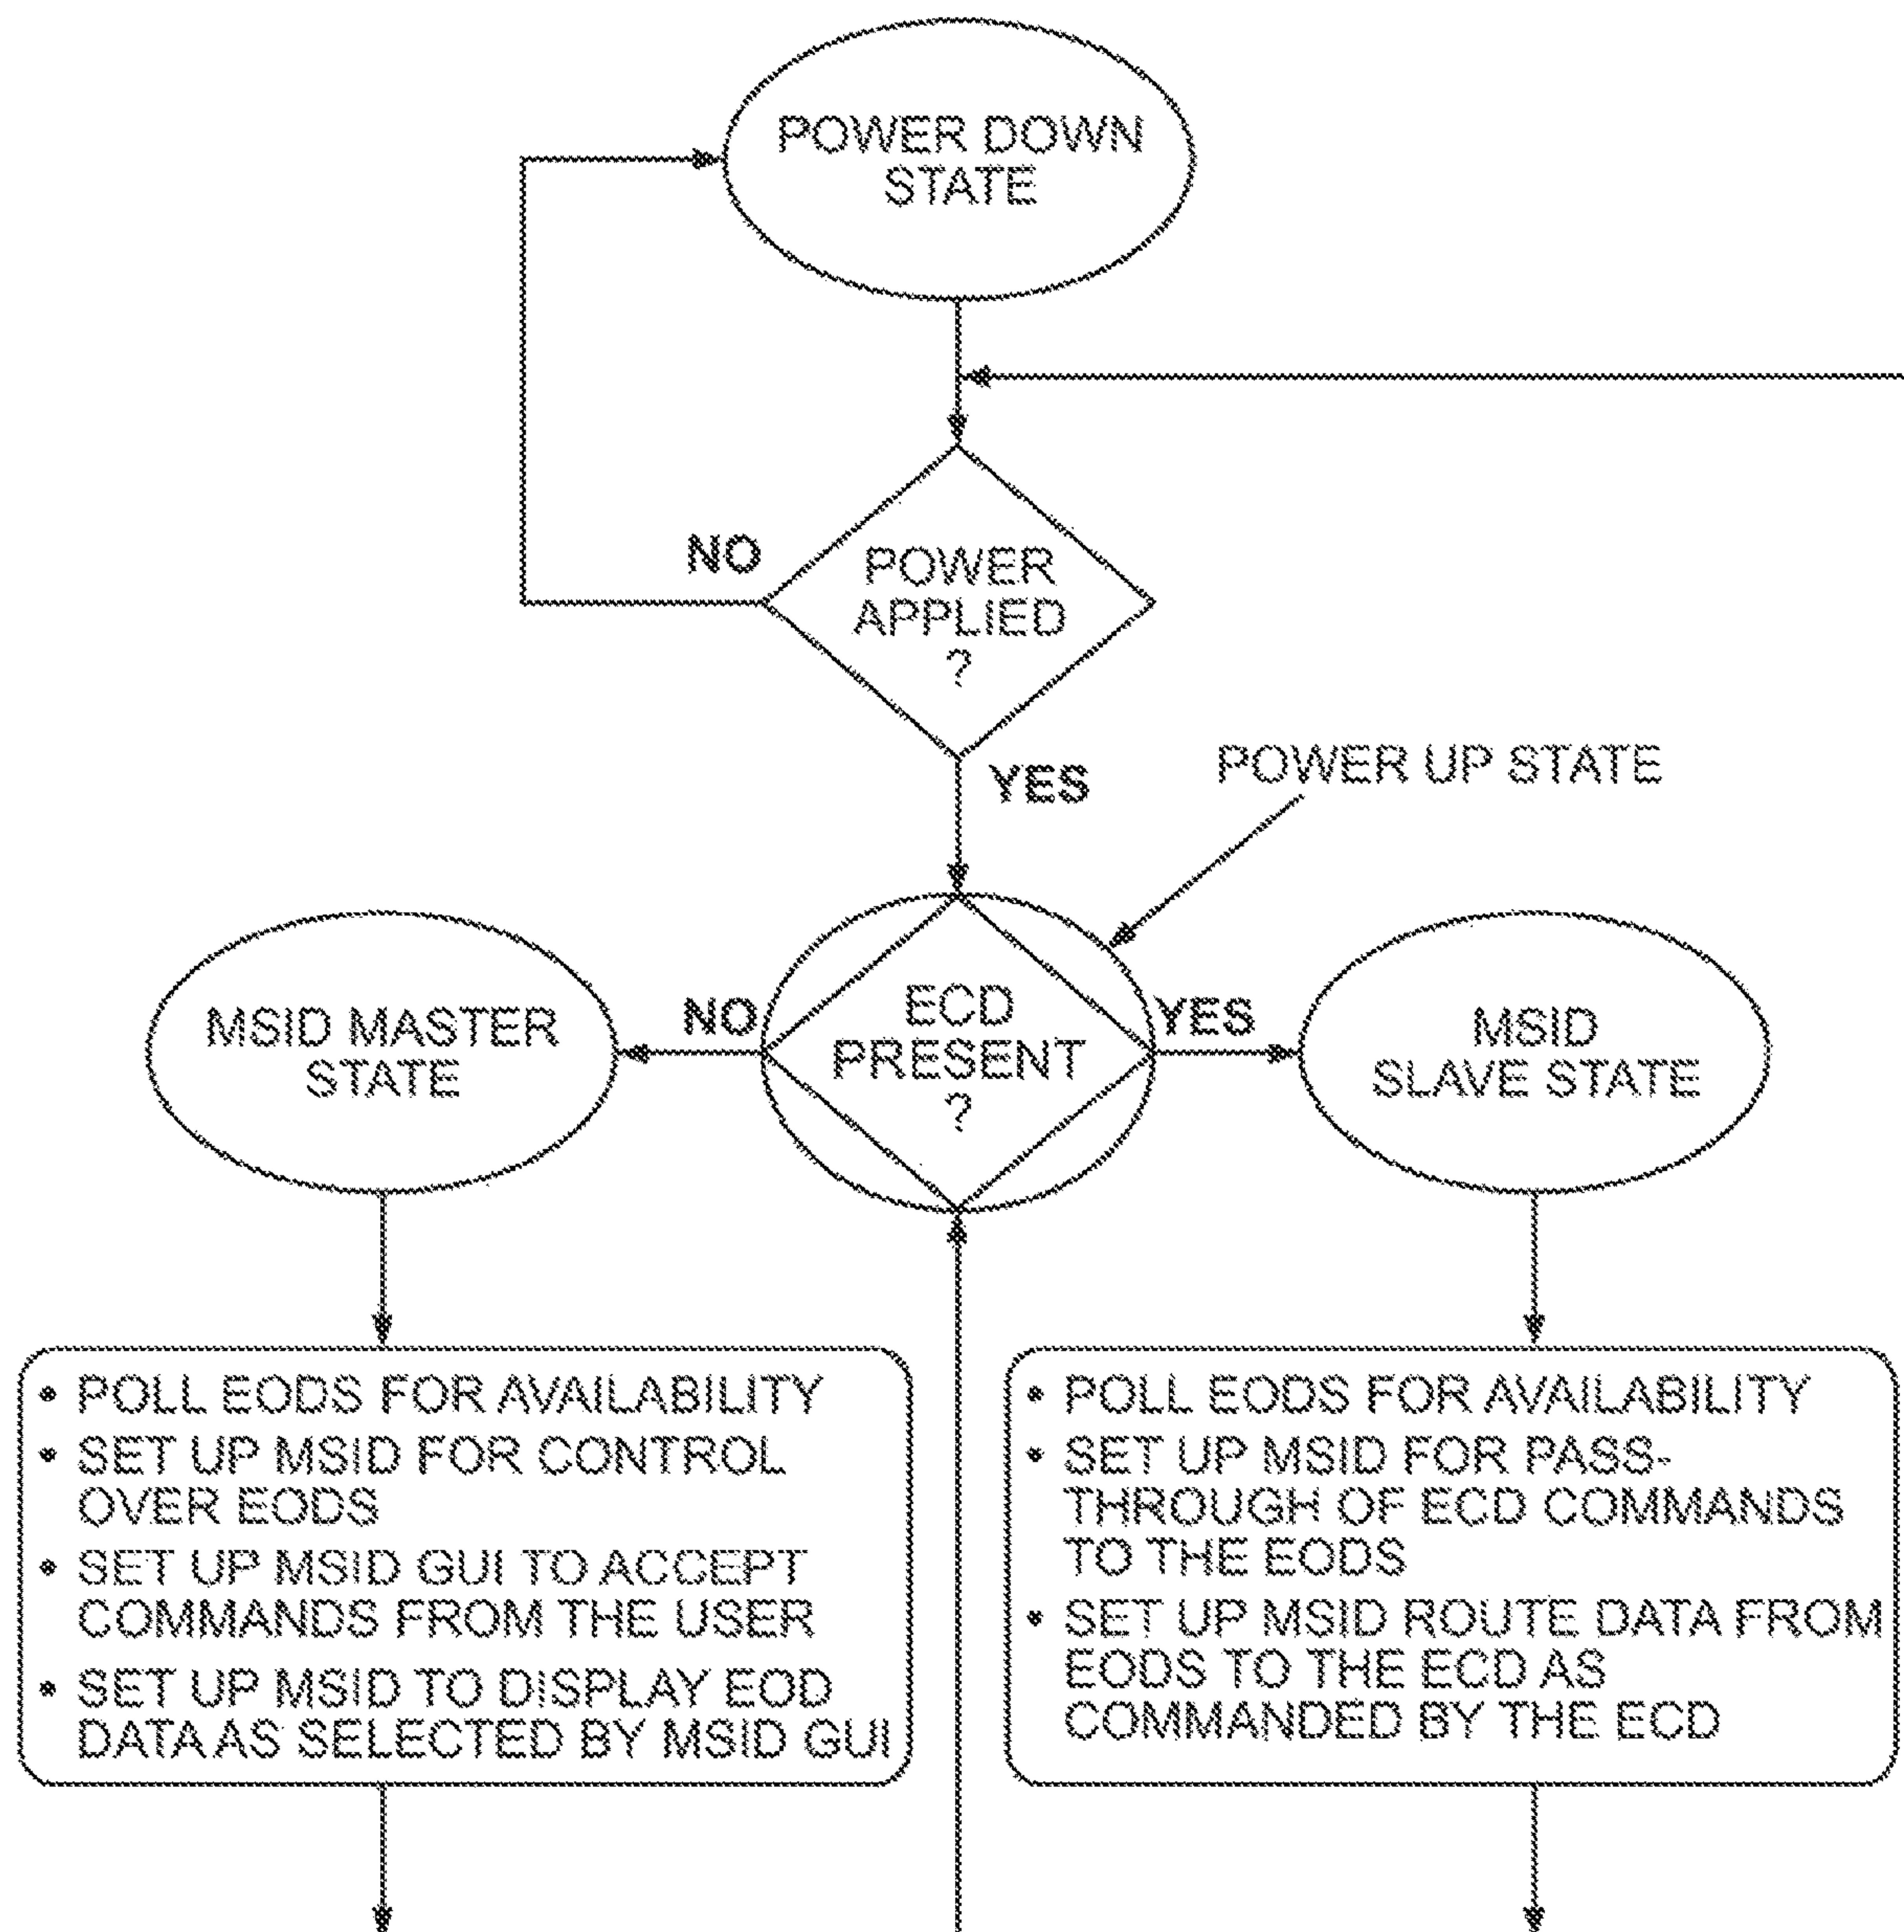 POWER DOWN
STATE
NO
POWER
APPLIED
?
YES
POWER UP STATE
MSID MASTER
STATE
NO
ECD
PRESENT
?
YES
MSID
SLAVE STATE
• POLL EODS FOR AVAILABILITY
• SET UP MSID FOR CONTROL
OVER EODS
• SET UP MSID GUI TO ACCEPT
COMMANDS FROM THE USER
• SET UP MSID TO DISPLAY EOD
DATA AS SELECTED BY MSID GUI
• POLL EODS FOR AVAILABILITY
• SET UP MSID FOR PASS-
THROUGH OF ECD COMMANDS
TO THE EODS
• SET UP MSID ROUTE DATA FROM
EODS TO THE ECD AS
COMMANDED BY THE ECD